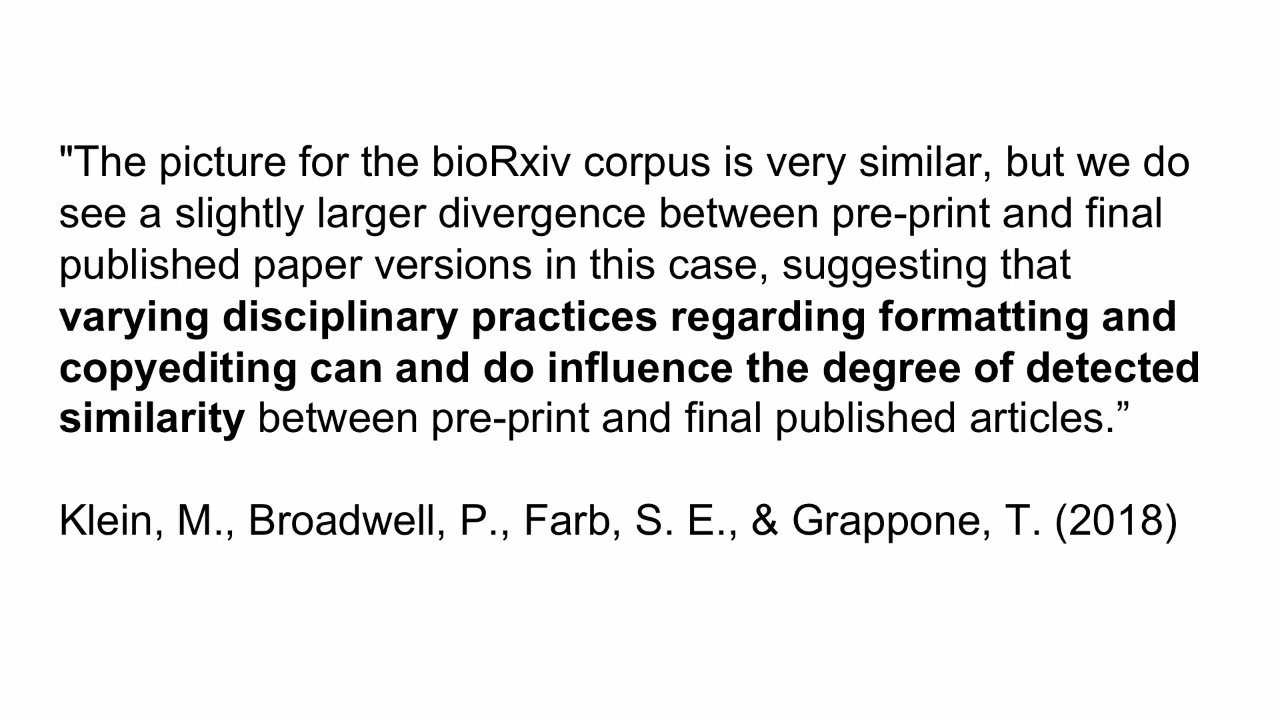 "The picture for the bioRxiv corpus is very similar, but we do
see a slightly larger divergence between pre-print and final
published paper versions in this case, suggesting that
varying disciplinary practices regarding formatting and
copyediting can and do influence the degree of detected
similarity between pre-print and final published articles.”
Klein, M., Broadwell, P., Farb, S. E., & Grappone, T. (2018)